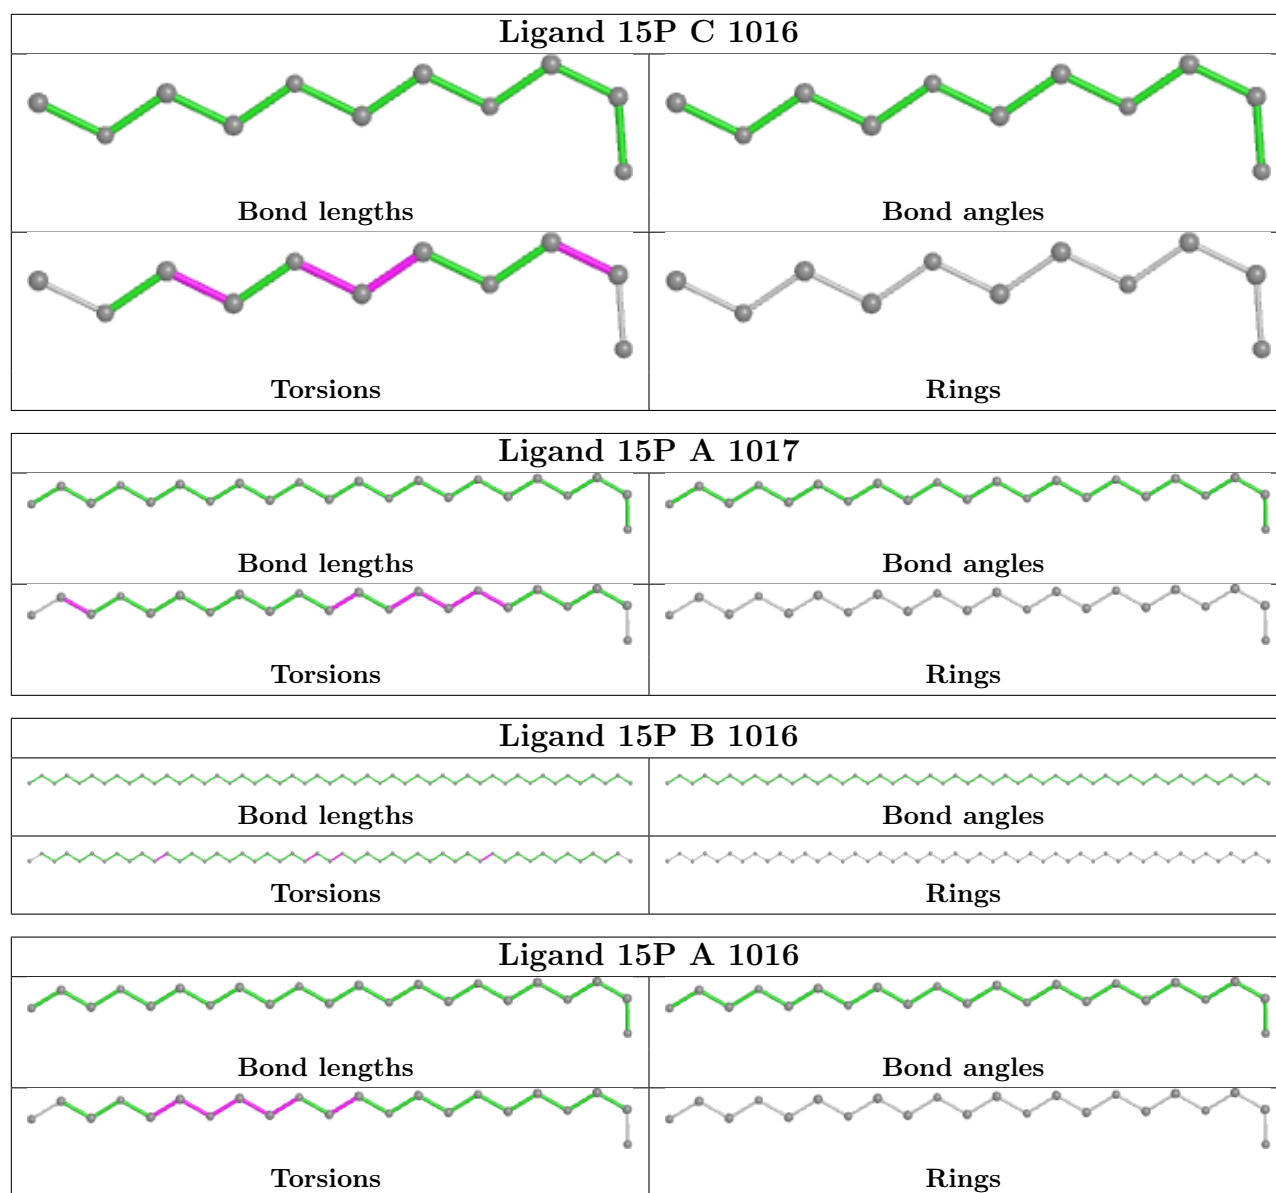 Ligand 15P C 1016
Bond lengths
Bond angles
Torsions
Rings
Ligand 15P A 1017
Bond lengths
Bond angles
Torsions
Rings
Ligand 15P B 1016
Bond lengths
Bond angles
Torsions
Rings
Ligand 15P A 1016
Bond lengths
Bond angles
Torsions
Rings